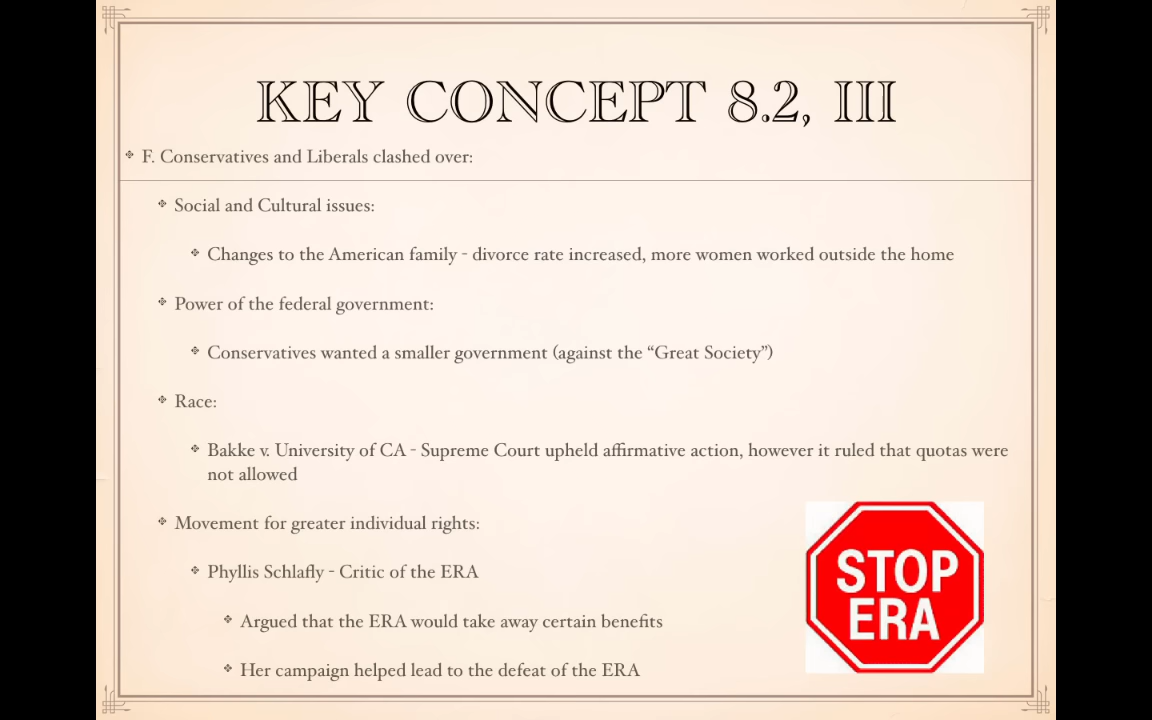 KEY CONCEPT 8.2, III
F. Conservatives and Liberals clashed over:
Social and Cultural issues:
Changes to the American family - divorce rate increased, more women worked outside the home
Power of the federal government:
Conservatives wanted a smaller government (against the “Great Society”)
Race:
Bakke v. University of CA - Supreme Court upheld affirmative action, however it ruled that quotas were
not allowed
Movement for greater individual rights:
Phyllis Schlafly - Critic of the ERA
Argued that the ERA would take away certain benefits
Her campaign helped lead to the defeat of the ERA
STOP
ERA